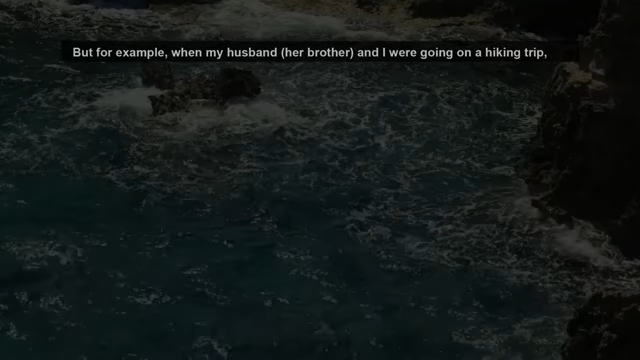 But for example, when my husband (her brother) and I were going on a hiking trip,